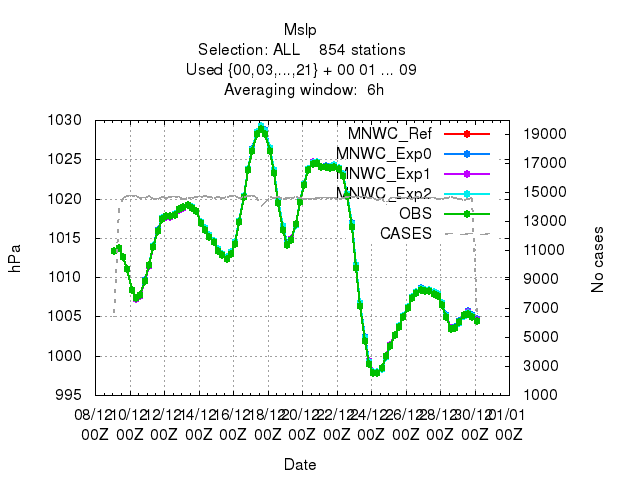 Mslp
Selection: ALL 854 stations
Used {00,03,...,21} + 00 01 ... 09
Averaging window: 6h
1030
1025
1020
1015
1010
1005
1000
995
hPa
MNWC_Ref
MNWC_Exp0
MNWC_Exp1
MNWC_Exp2
OBS
CASES
19000
17000
15000
13000
11000
9000
7000
5000
3000
1000
No cases
08/12 10/12 12/12 14/12 16/12 18/12 20/12 22/12 24/12 26/12 28/12 30/12 01/01
00Z 00Z 00Z 00Z 00Z 00Z 00Z 00Z 00Z 00Z 00Z 00Z 00Z
Date